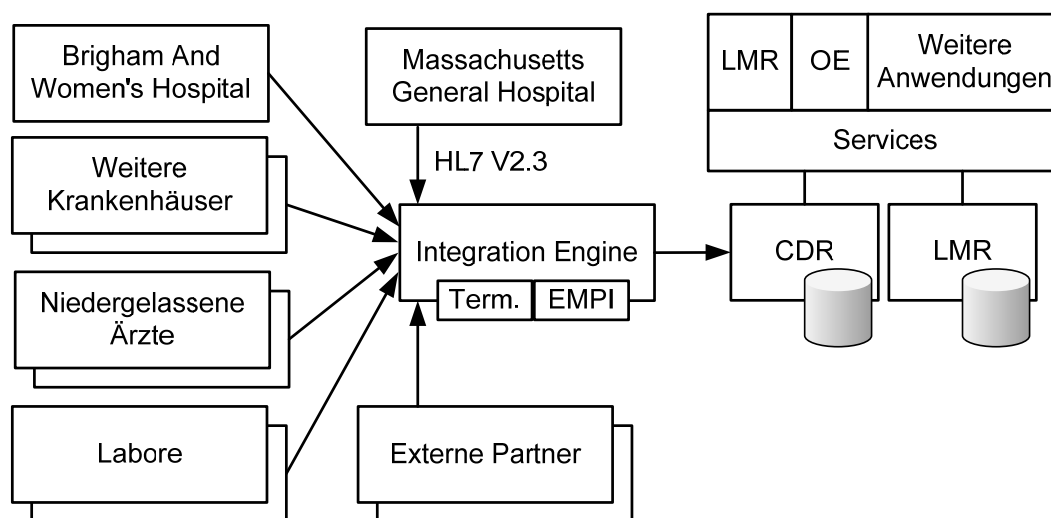 Brigham And
Women's Hospital
Massachusetts
General Hospital
LMR
OE
Weitere
Anwendungen
Services
HL7 V2.3
Weitere
Krankenhäuser
Integration Engine
Term.
EMPI
CDR
LMR
Niedergelassene
Ärzte
Labore
Externe Partner